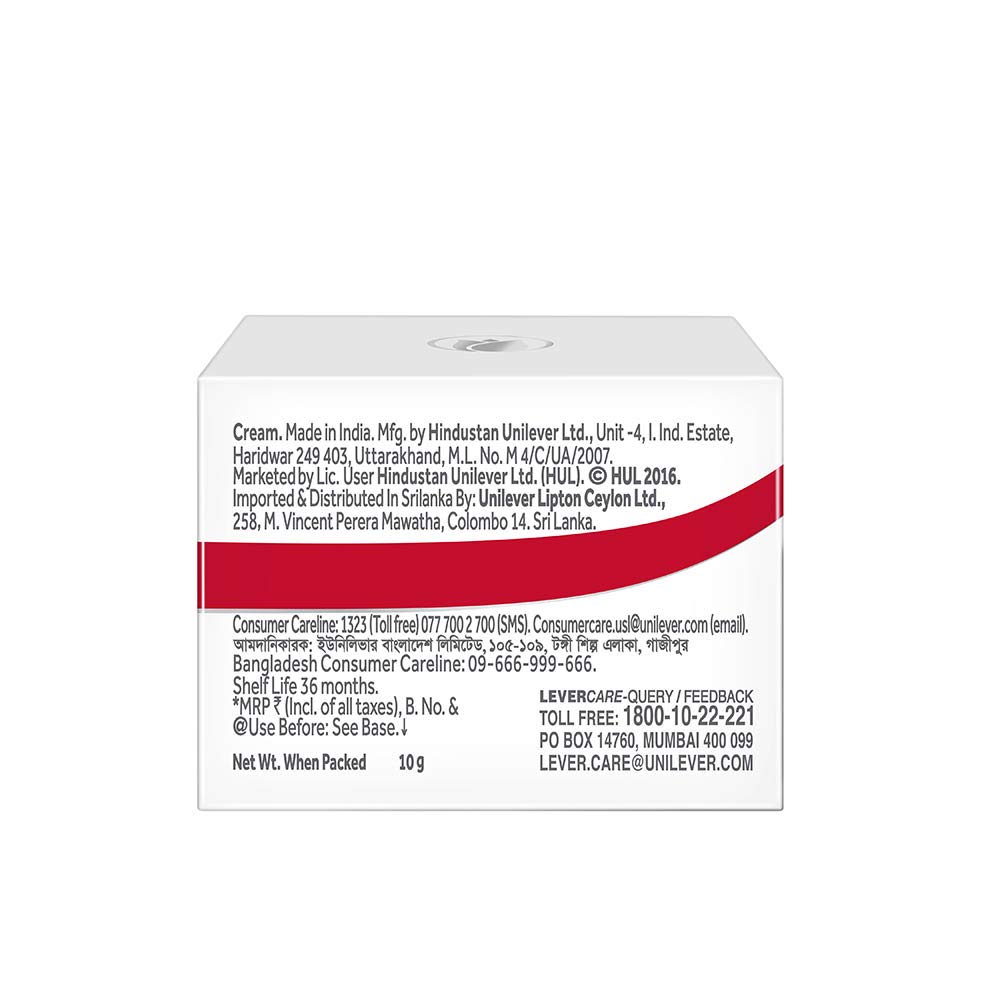 Cream. Made in India. Mfg. by Hindustan Unilever Ltd., Unit -4, I. Ind. Estate,
Haridwar 249 403, Uttarakhand, M.L. No. M 4/C/UA/2007.
Marketed by Lic. User Hindustan Unilever Ltd. (HUL). © HUL 2016.
Imported & Distributed In Srilanka By: Unilever Lipton Ceylon Ltd.,
258, M. Vincent Perera Mawatha, Colombo 14. Sri Lanka.
Consumer Careline: 1323 (Toll free) 077 700 2 700 (SMS). Consumercare.usl@unilever.com (email).
আমদানিকারক: ইউনিলিভার বাংলাদেশ লিমিটেড, ১০৫-১০৯, টঙ্গী শিল্প এলাকা, গাজীপুর
Bangladesh Consumer Careline: 09-666-999-666.
Shelf Life 36 months.
*MRP ₹ (Incl. of all taxes), B. No. &
@Use Before: See Base.↓
Net Wt. When Packed 10 g
LEVERCARE-QUERY / FEEDBACK
TOLL FREE: 1800-10-22-221
PO BOX 14760, MUMBAI 400 099
LEVER.CARE@UNILEVER.COM